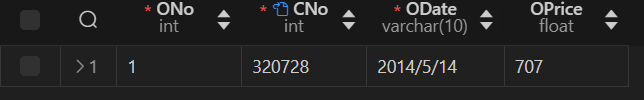 * ONo * CNo * ODate OPrice
int int varchar(10) float
1 1 320728 2014/5/14 707